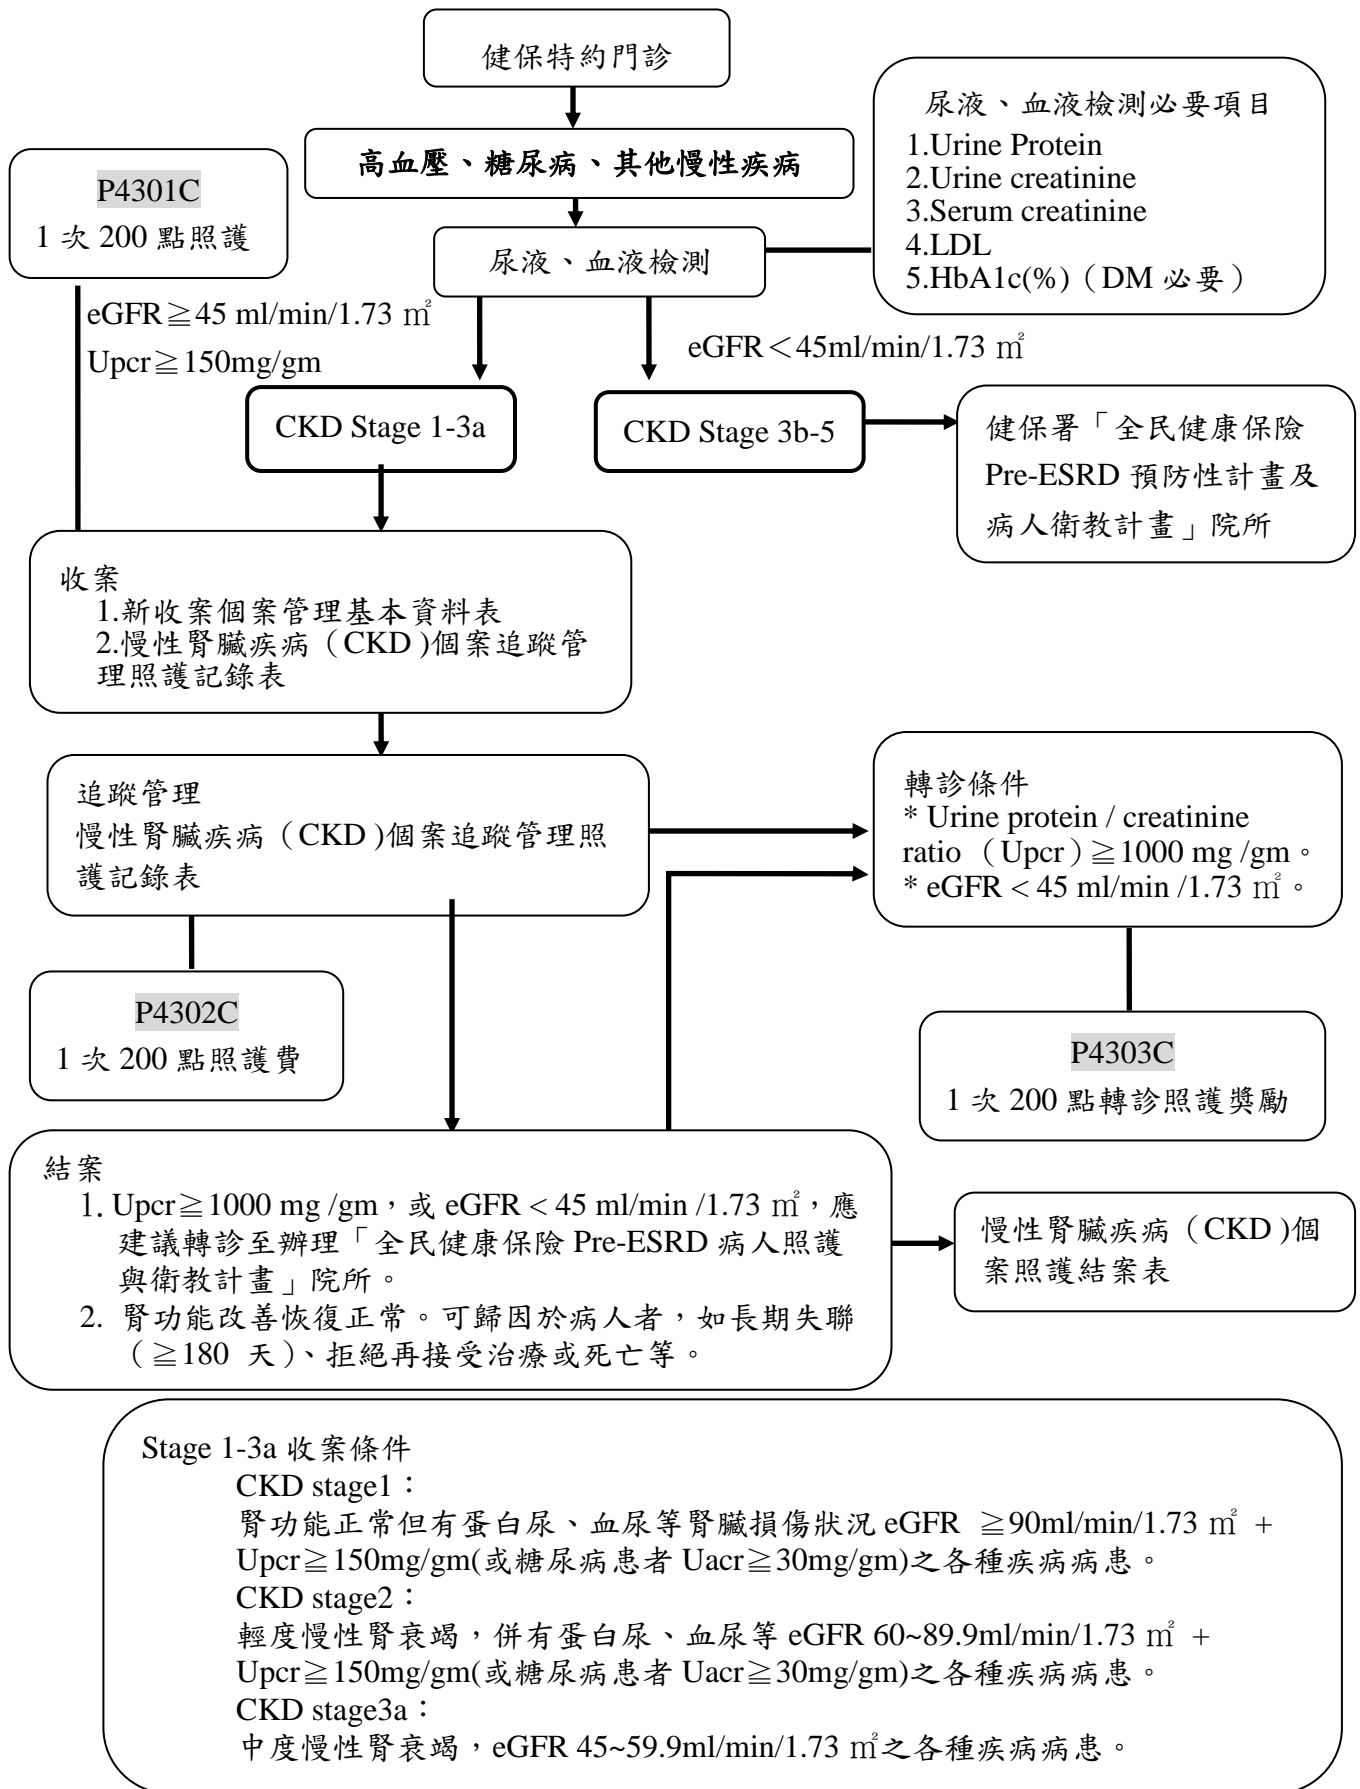 健保特約門診
尿液、血液檢測必要項目
1.Urine Protein
2.Urine creatinine
3.Serum creatinine
4.LDL
5.HbA1c(%)（DM 必要）
高血壓、糖尿病、其他慢性疾病
P4301C
1 次 200 點照護
尿液、血液檢測
eGFR≧45 ml/min/1.73 ㎡
Upcr≧150mg/gm
eGFR＜45ml/min/1.73 ㎡
CKD Stage 1-3a
CKD Stage 3b-5
健保署「全民健康保險
Pre-ESRD 預防性計畫及
病人衛教計畫」院所
收案
1.新收案個案管理基本資料表
2.慢性腎臟疾病（CKD)個案追蹤管
理照護記錄表
追蹤管理
慢性腎臟疾病（CKD)個案追蹤管理照
護記錄表
轉診條件
* Urine protein / creatinine
ratio （Upcr）≧1000 mg /gm。
* eGFR < 45 ml/min /1.73 ㎡。
P4302C
1 次 200 點照護費
P4303C
1 次 200 點轉診照護獎勵
結案
1. Upcr≧1000 mg /gm，或 eGFR < 45 ml/min /1.73 ㎡，應
建議轉診至辦理「全民健康保險 Pre-ESRD 病人照護
與衛教計畫」院所。
2. 腎功能改善恢復正常。可歸因於病人者，如長期失聯
（≧180 天）、拒絕再接受治療或死亡等。
慢性腎臟疾病（CKD)個
案照護結案表
Stage 1-3a 收案條件
CKD stage1：
腎功能正常但有蛋白尿、血尿等腎臟損傷狀況 eGFR ≧90ml/min/1.73 ㎡ +
Upcr≧150mg/gm(或糖尿病患者 Uacr≧30mg/gm)之各種疾病病患。
CKD stage2：
輕度慢性腎衰竭，併有蛋白尿、血尿等 eGFR 60~89.9ml/min/1.73 ㎡ +
Upcr≧150mg/gm(或糖尿病患者 Uacr≧30mg/gm)之各種疾病病患。
CKD stage3a：
中度慢性腎衰竭，eGFR 45~59.9ml/min/1.73 ㎡之各種疾病病患。